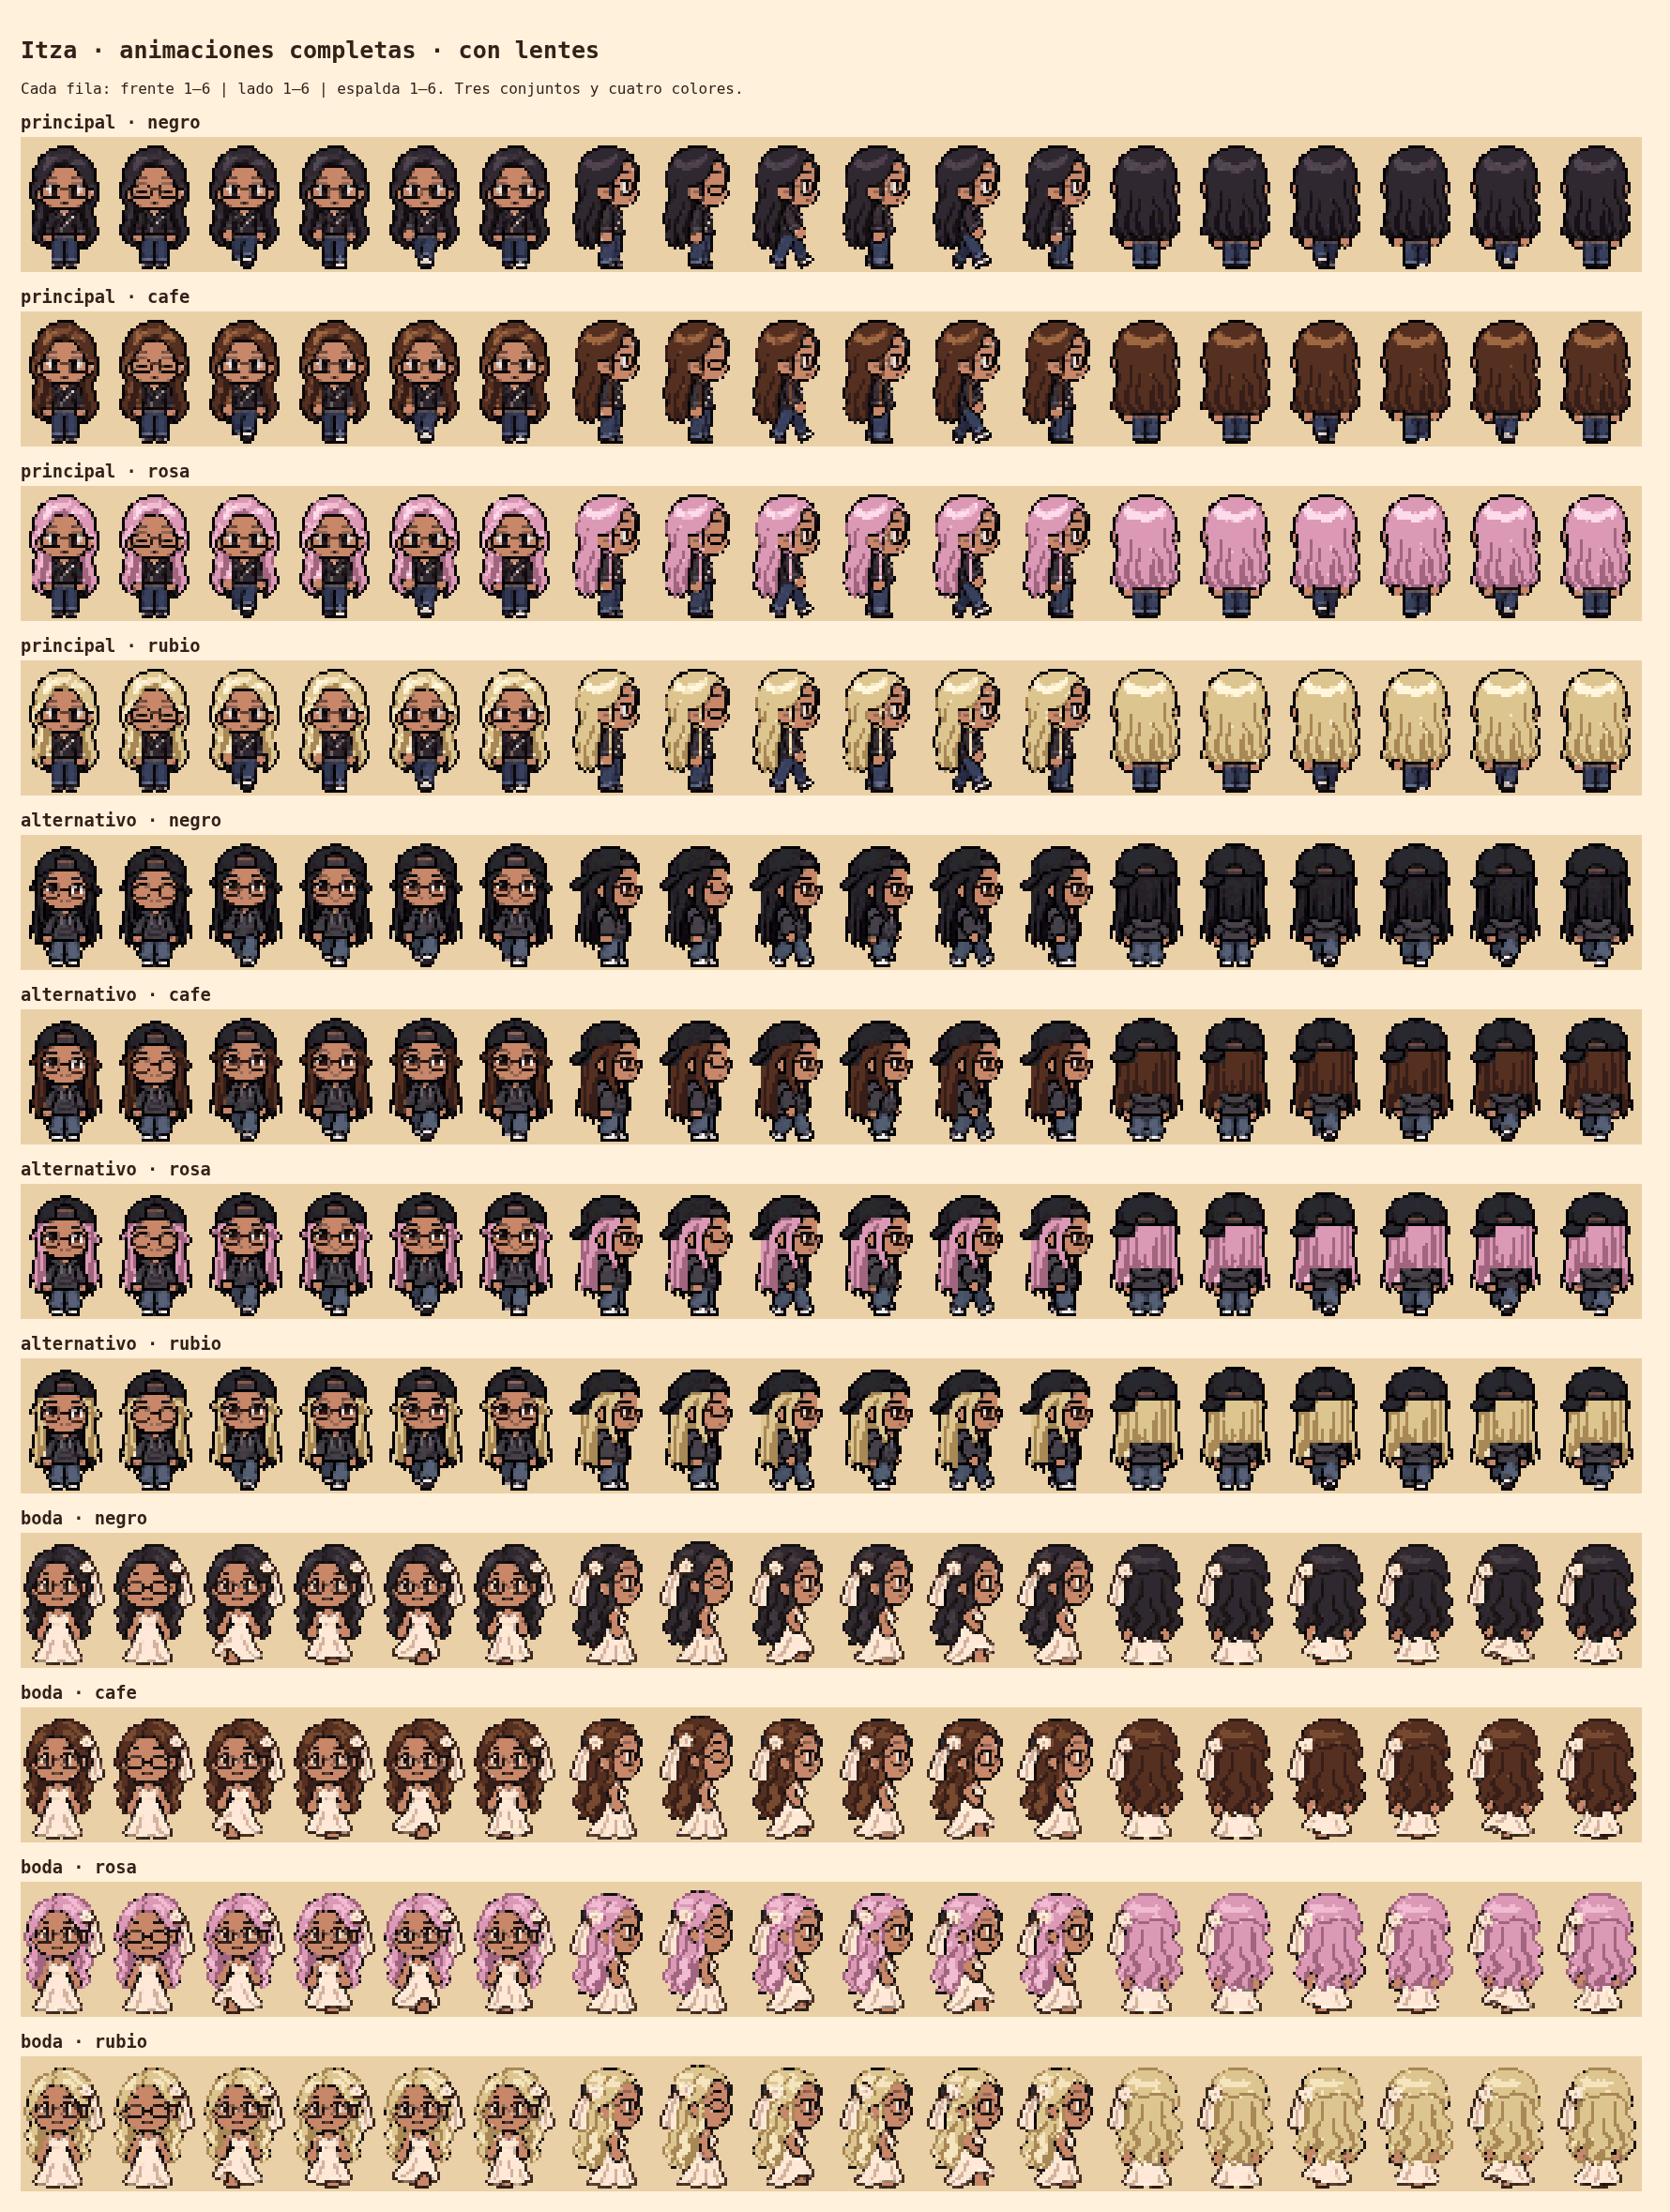 Itza · animaciones completas · con lentes
Cada fila: frente 1–6 | lado 1–6 | espalda 1–6. Tres conjuntos y cuatro colores.
principal · negro
principal · cafe
principal · rosa
principal · rubio
alternativo · negro
alternativo · cafe
alternativo · rosa
alternativo · rubio
boda · negro
boda · cafe
boda · rosa
boda · rubio